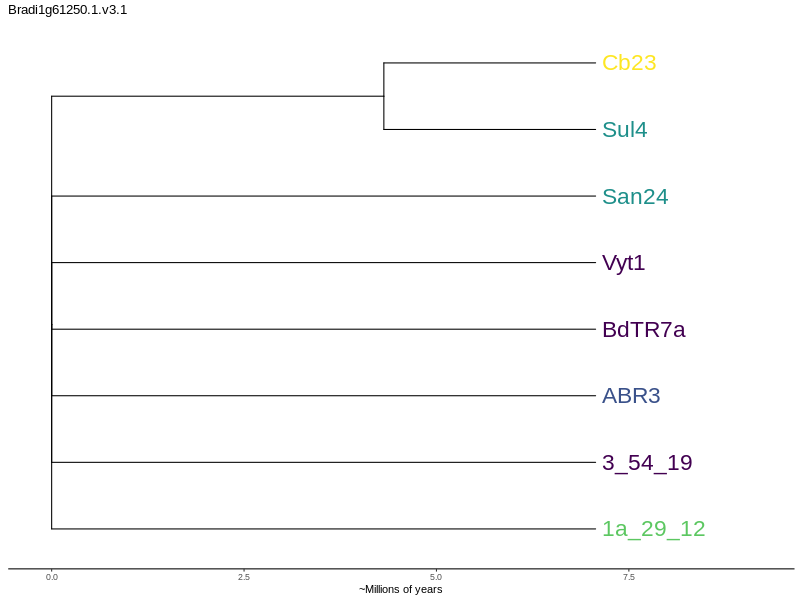 Bradi1g61250.1.v3.1
Cb23
Sul4
San24
Vyt1
BdTR7a
ABR3
3_54_19
1a_29_12
0.0 2.5 5.0 7.5
~Millions of years